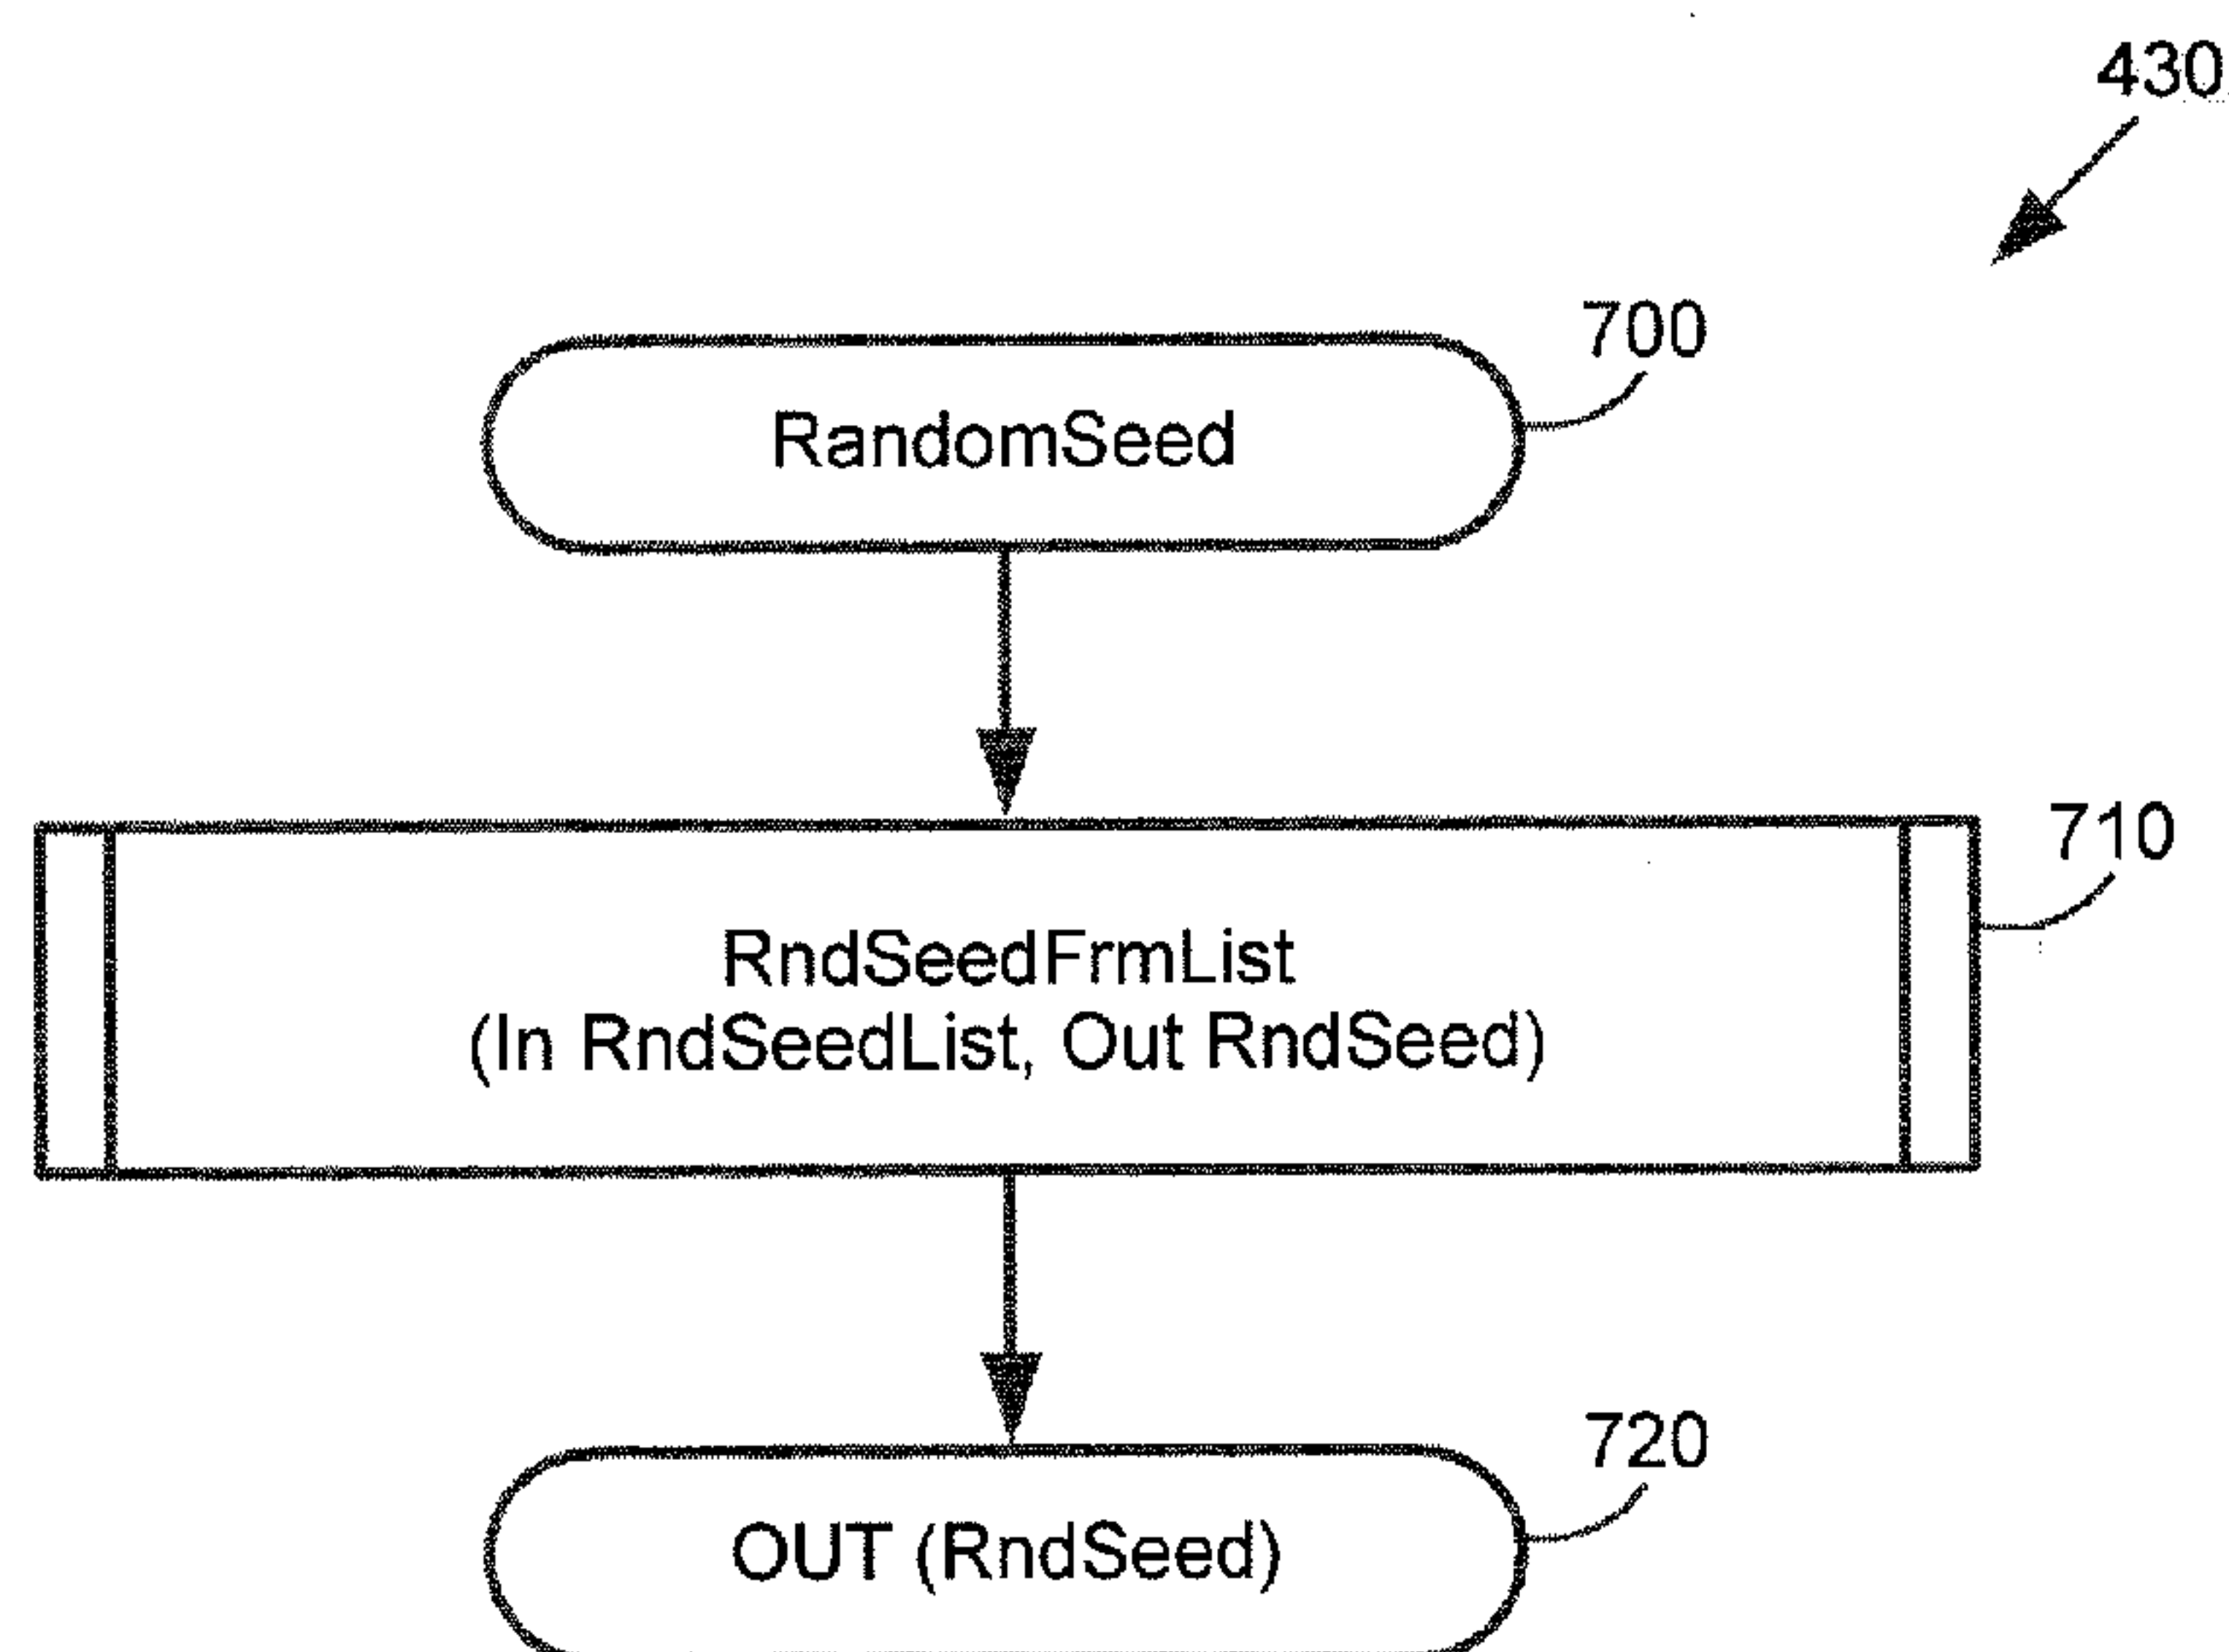 430
700
RandomSeed
710
RndSeedFrmList
(In RndSeedList, Out RndSeed)
720
OUT (RndSeed)